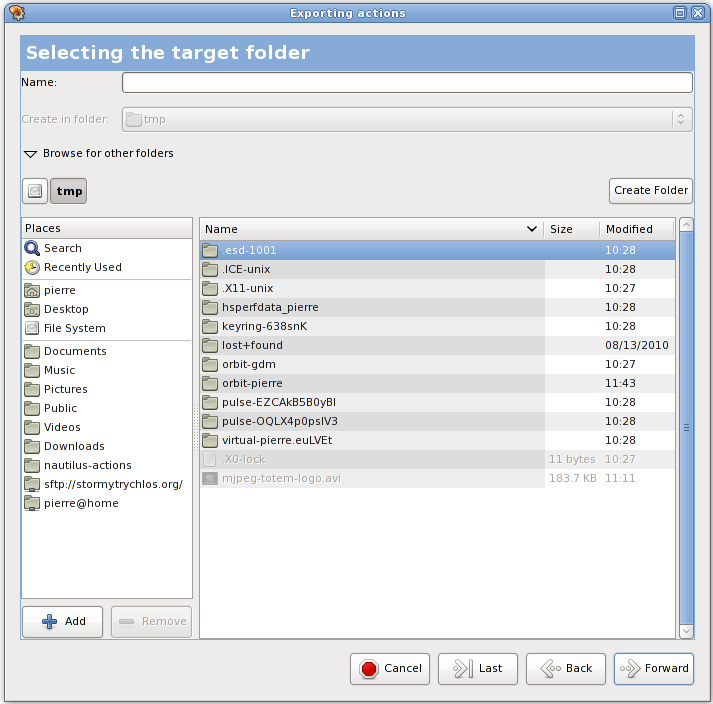 Exporting actions
Selecting the target folder
Name:
Create in folder: tmp
Browse for other folders
tmp Create Folder
Places
Search
Recently Used
pierre
Desktop
File System
Documents
Music
Pictures
Public
Videos
Downloads
nautilus-actions
sftp://stormy.trychlos.org/
pierre@home
Add Remove
Name Size Modified
.esd-1001 10:28
.ICE-unix 10:28
.X11-unix 10:27
hsperfdata_pierre 10:28
keyring-638snK 10:28
lost+found 08/13/2010
orbit-gdm 10:27
orbit-pierre 11:43
pulse-EZCAkB5B0yBI 10:28
pulse-OQLX4p0psIV3 10:28
virtual-pierre.euLVEt 10:28
.X0-lock 11 bytes 10:27
mjpeg-totem-logo.avi 183.7 KB 11:11
Cancel Last Back Forward